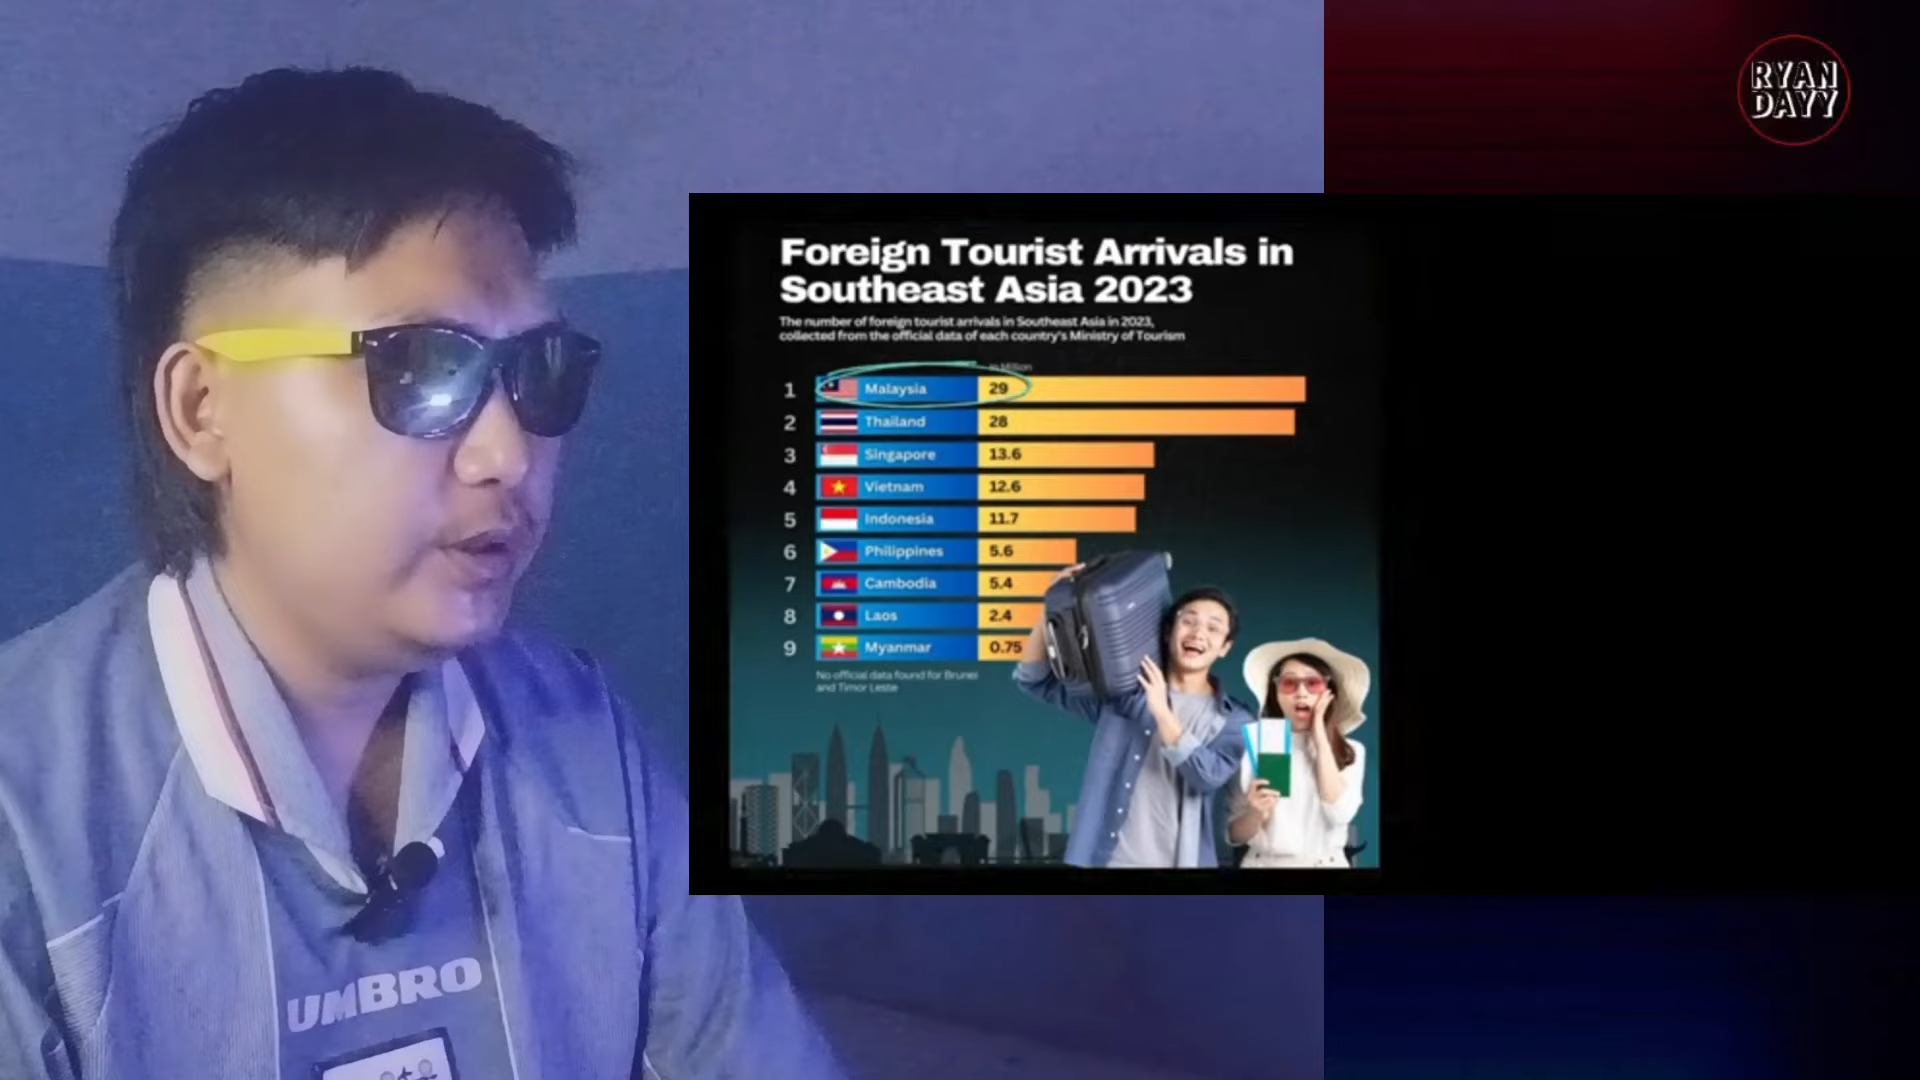 RYAN
DAYY
Foreign Tourist Arrivals in
Southeast Asia 2023
The number of foreign tourist arrivals in Southeast Asia in 2023,
collected from the official data of each country's Ministry of Tourism
in Million
1 Malaysia 29
2 Thailand 28
3 Singapore 13.6
4 Vietnam 12.6
5 Indonesia 11.7
6 Philippines 5.6
7 Cambodia 5.4
8 Laos 2.4
9 Myanmar 0.75
No official data found for Brunei
and Timor Leste
UMBRO